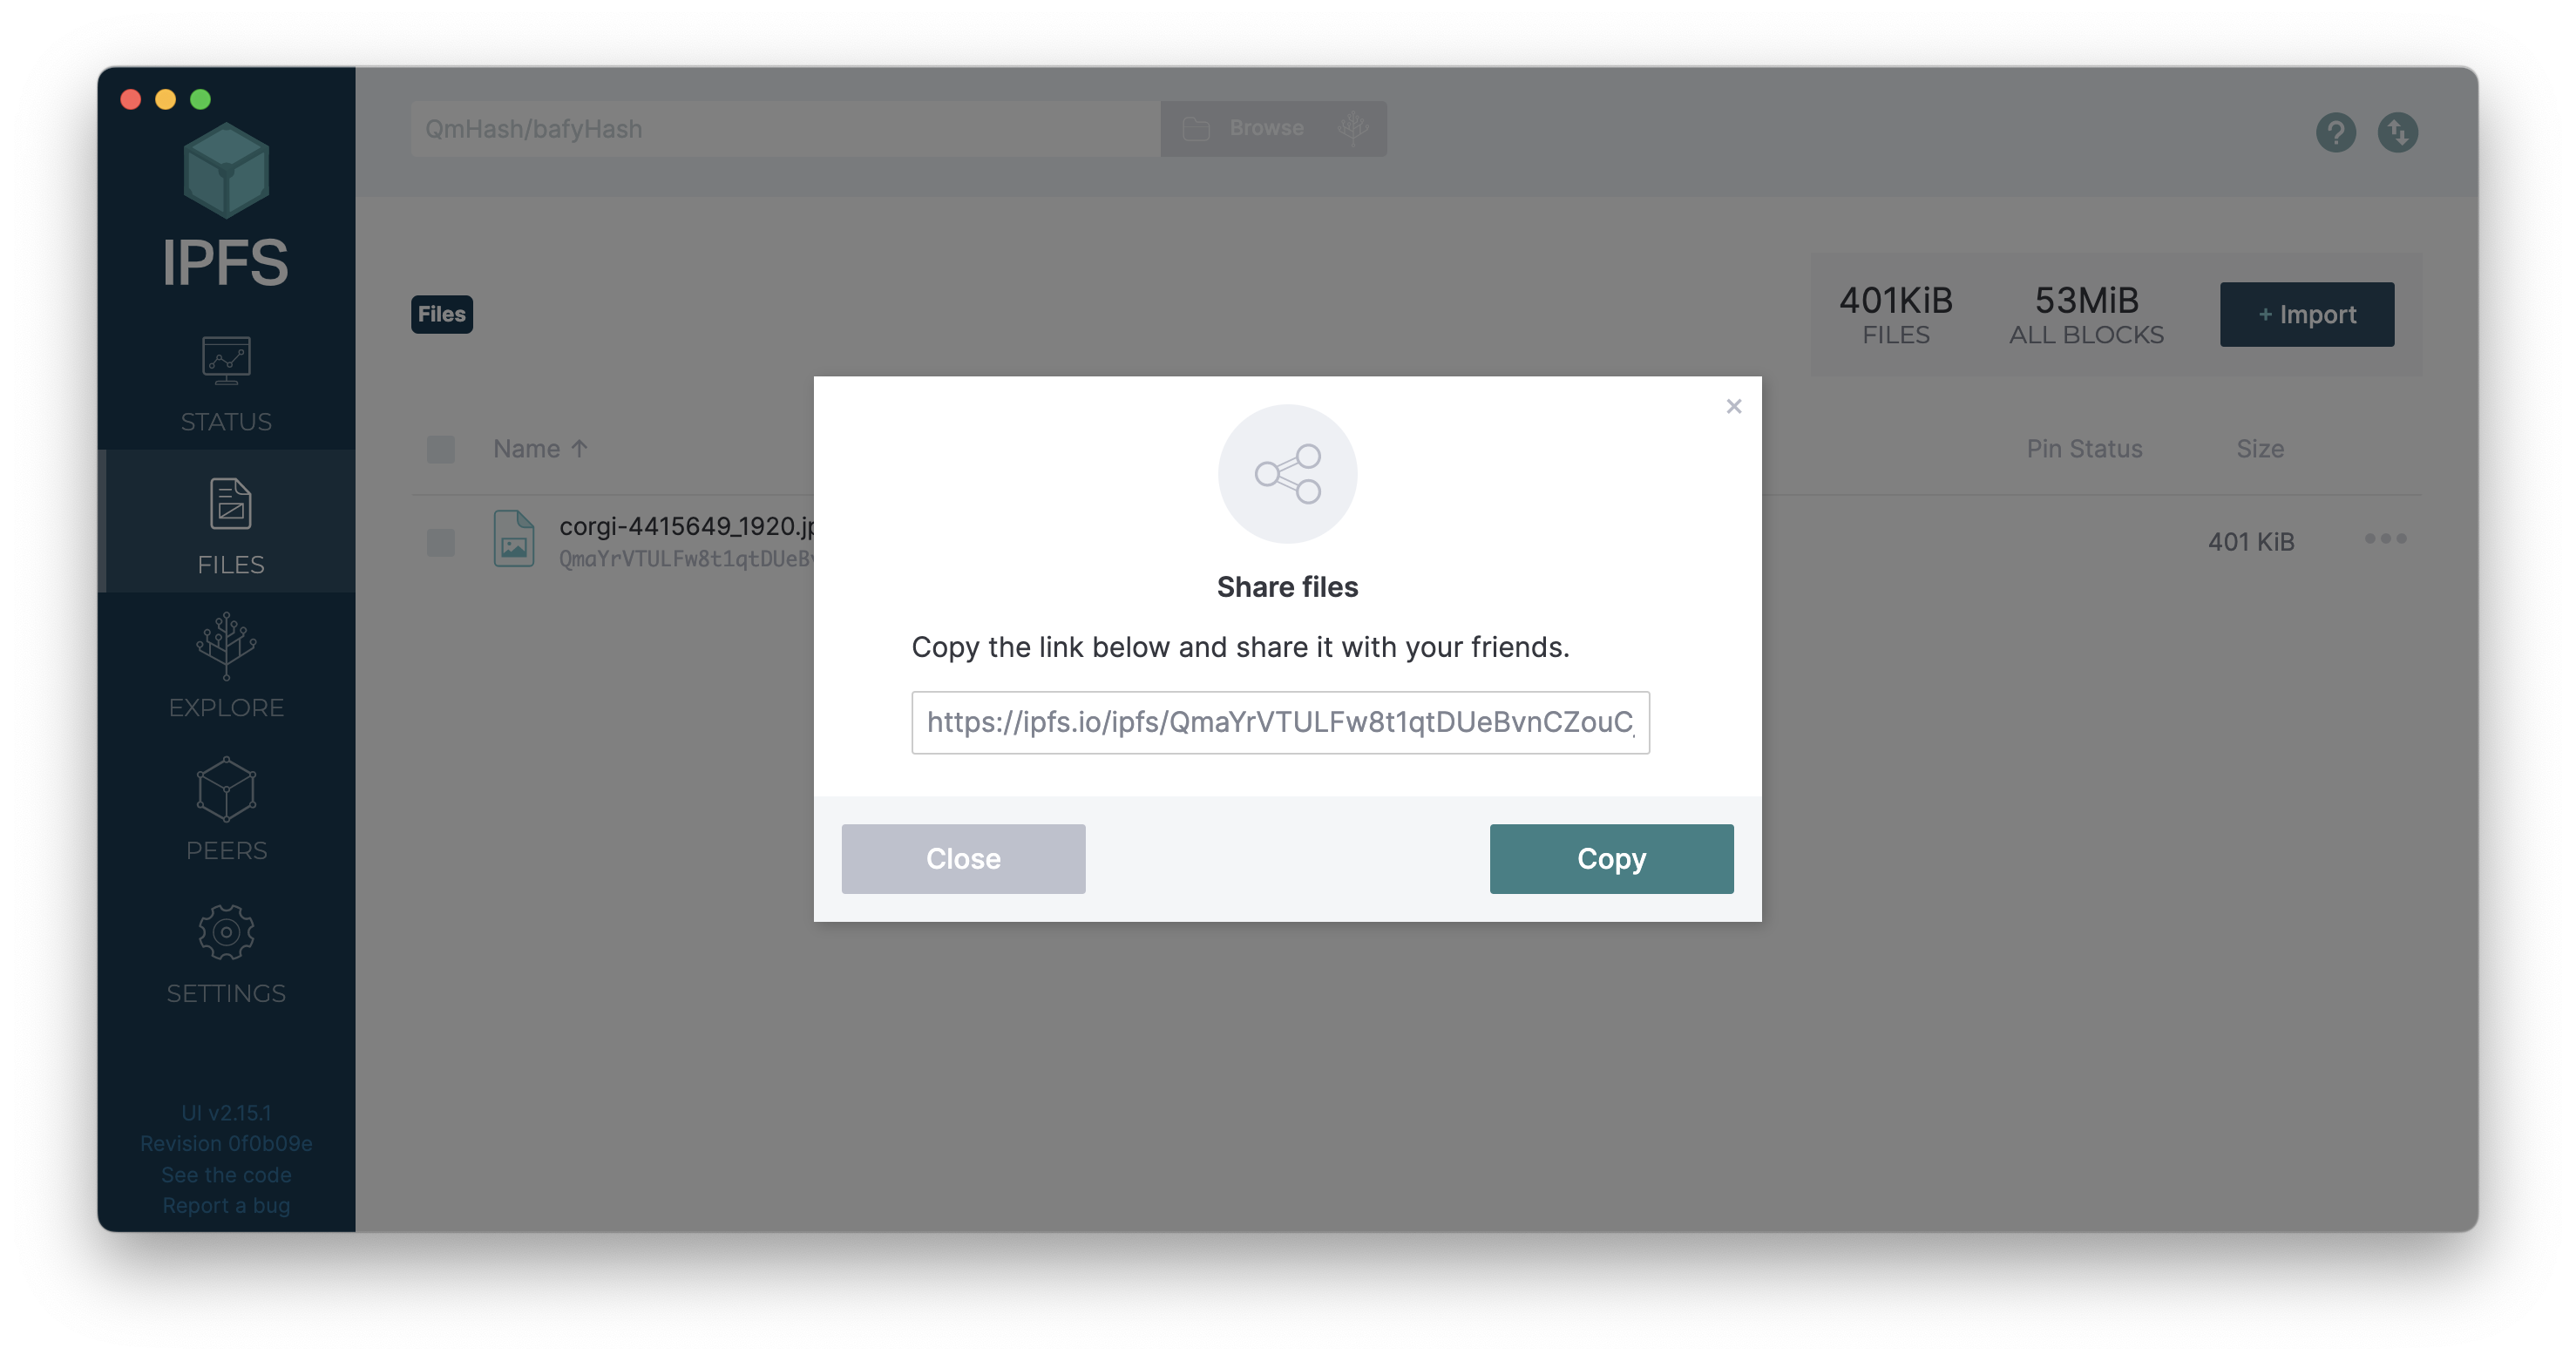 QmHash/bafyHash
Browse
IPFS
STATUS
FILES
EXPLORE
PEERS
SETTINGS
UI v2.15.1
Revision 0f0b09e
See the code
Report a bug
Files
401KiB
FILES
53MiB
ALL BLOCKS
+ Import
Name ↑
Pin Status
Size
corgi-4415649_1920.jp
QmaYrVTULFw8t1qtDUeBv
401 KiB
Share files
Copy the link below and share it with your friends.
https://ipfs.io/ipfs/QmaYrVTULFw8t1qtDUeBvnCZouC
Close
Copy